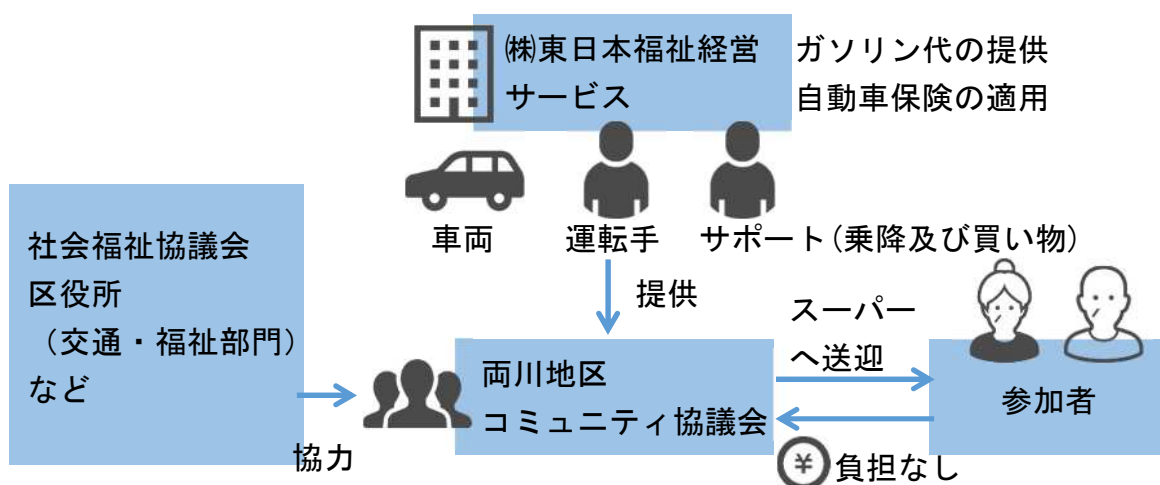 ㈱東日本福祉経営
サービス
ガソリン代の提供
自動車保険の適用
車両
運転手
サポート(乗降及び買い物)
社会福祉協議会
区役所
（交通・福祉部門）
など
提供
スーパー
へ送迎
両川地区
コミュニティ協議会
参加者
協力
¥負担なし